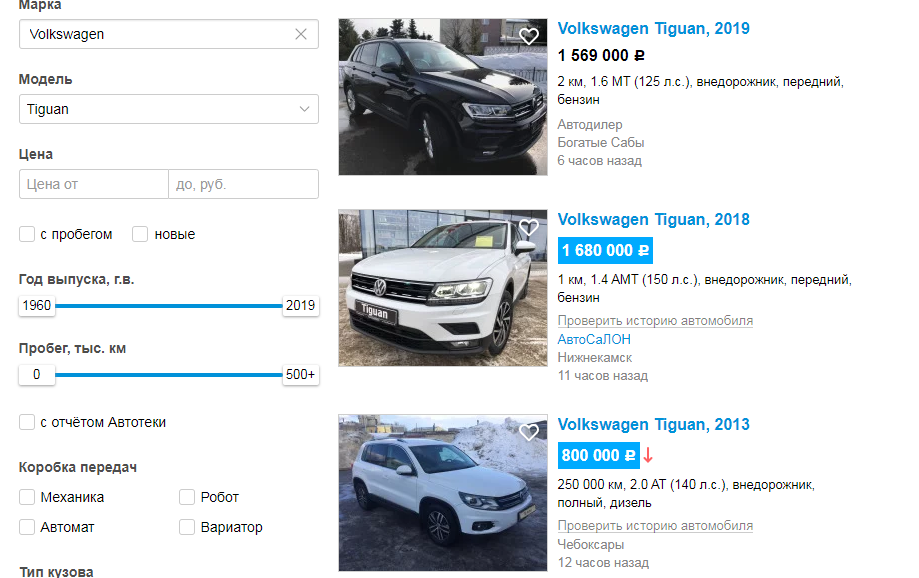 Марка
Volkswagen
Модель
Tiguan
Цена
Цена от
до, руб.
с пробегом
новые
Год выпуска, г.в.
1960
2019
Пробег, тыс. км
0
500+
с отчётом Автотеки
Коробка передач
Механика
Робот
Автомат
Вариатор
Тип кузова
Volkswagen Tiguan, 2019
1 569 000 ₽
2 км, 1.6 MT (125 л.с.), внедорожник, передний,
бензин
Автодилер
Богатые Сабы
6 часов назад
Tiguan
Volkswagen Tiguan, 2018
1 680 000 ₽
1 км, 1.4 AMT (150 л.с.), внедорожник, передний,
бензин
Проверить историю автомобиля
АвтоСаЛОН
Нижнекамск
11 часов назад
Volkswagen Tiguan, 2013
800 000 ₽ ↓
250 000 км, 2.0 AT (140 л.с.), внедорожник,
полный, дизель
Проверить историю автомобиля
Чебоксары
12 часов назад